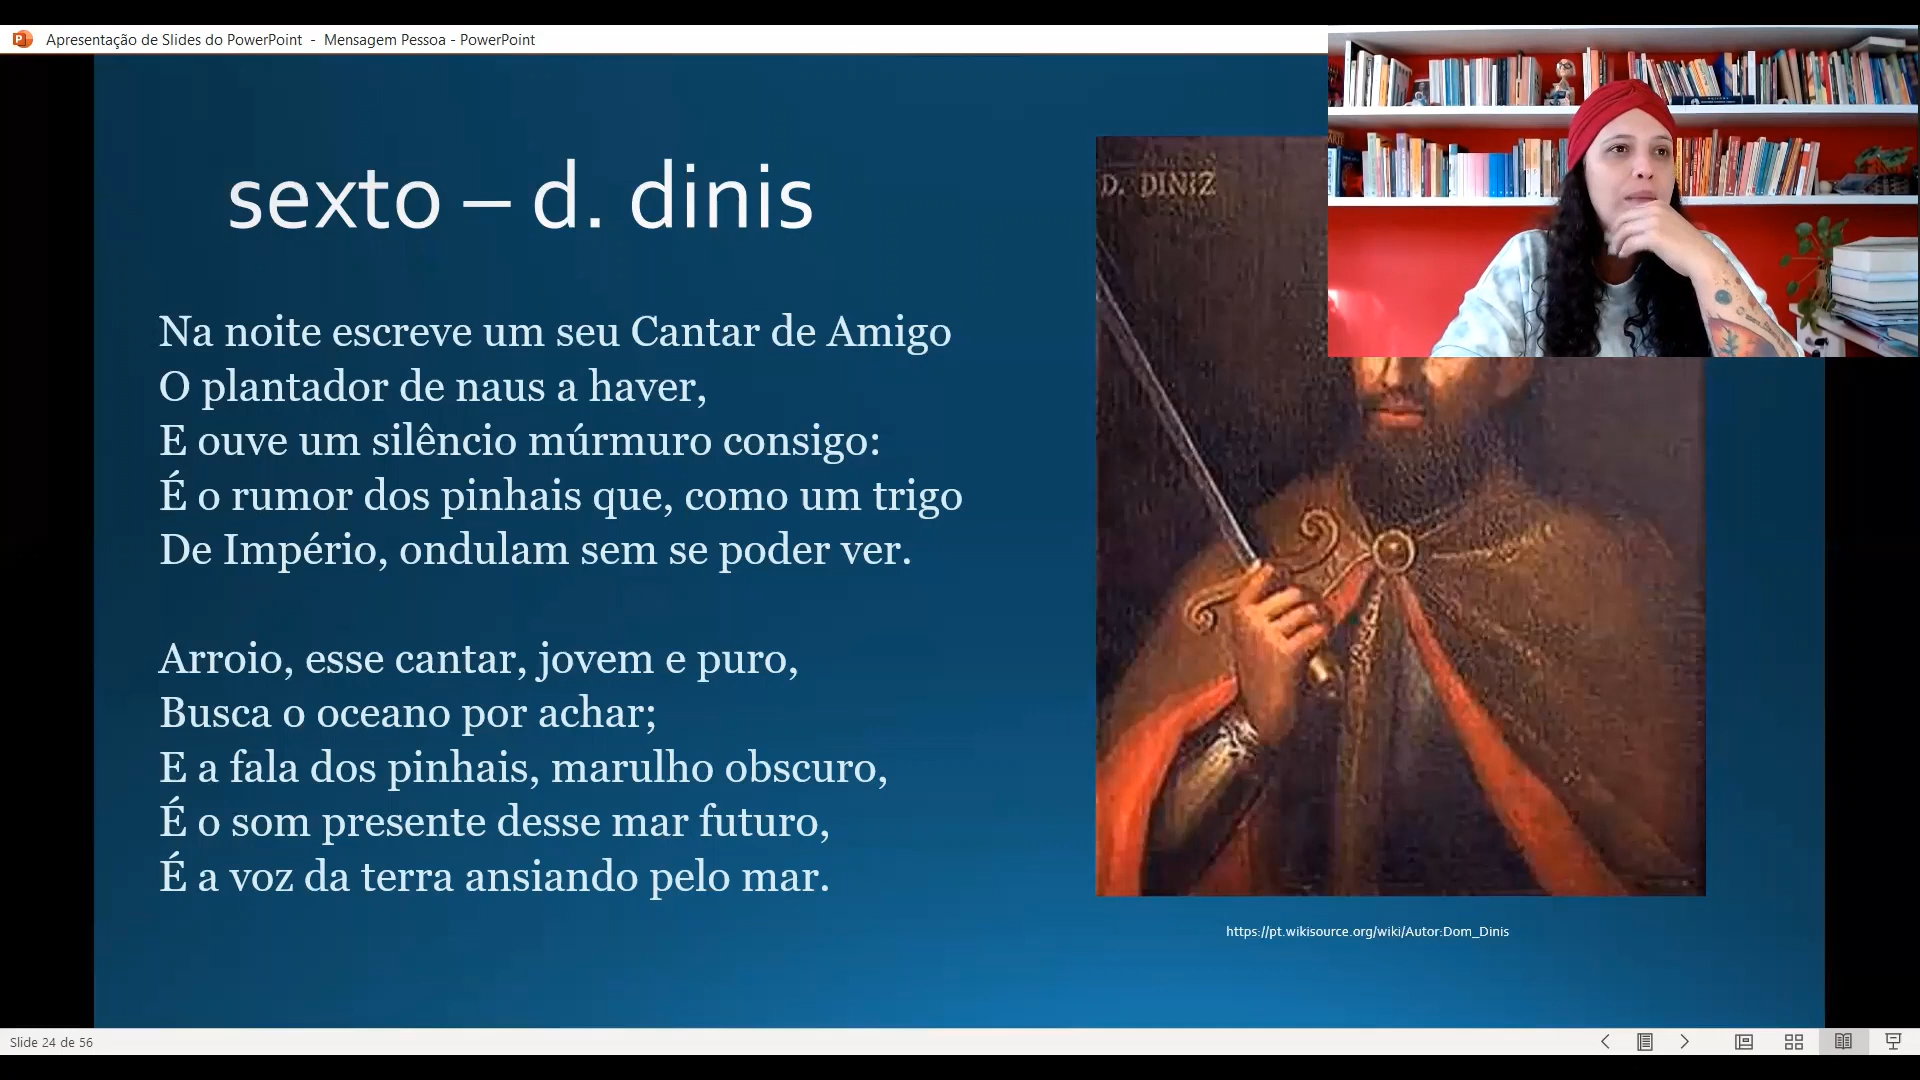 Apresentação de Slides do PowerPoint - Mensagem Pessoa - PowerPoint
sexto – d. dinis
D. DINIZ
Na noite escreve um seu Cantar de Amigo
O plantador de naus a haver,
E ouve um silêncio múrmuro consigo:
É o rumor dos pinhais que, como um trigo
De Império, ondulam sem se poder ver.
Arroio, esse cantar, jovem e puro,
Busca o oceano por achar;
E a fala dos pinhais, marulho obscuro,
É o som presente desse mar futuro,
É a voz da terra ansiando pelo mar.
https://pt.wikisource.org/wiki/Autor:Dom_Dinis
Slide 24 de 56